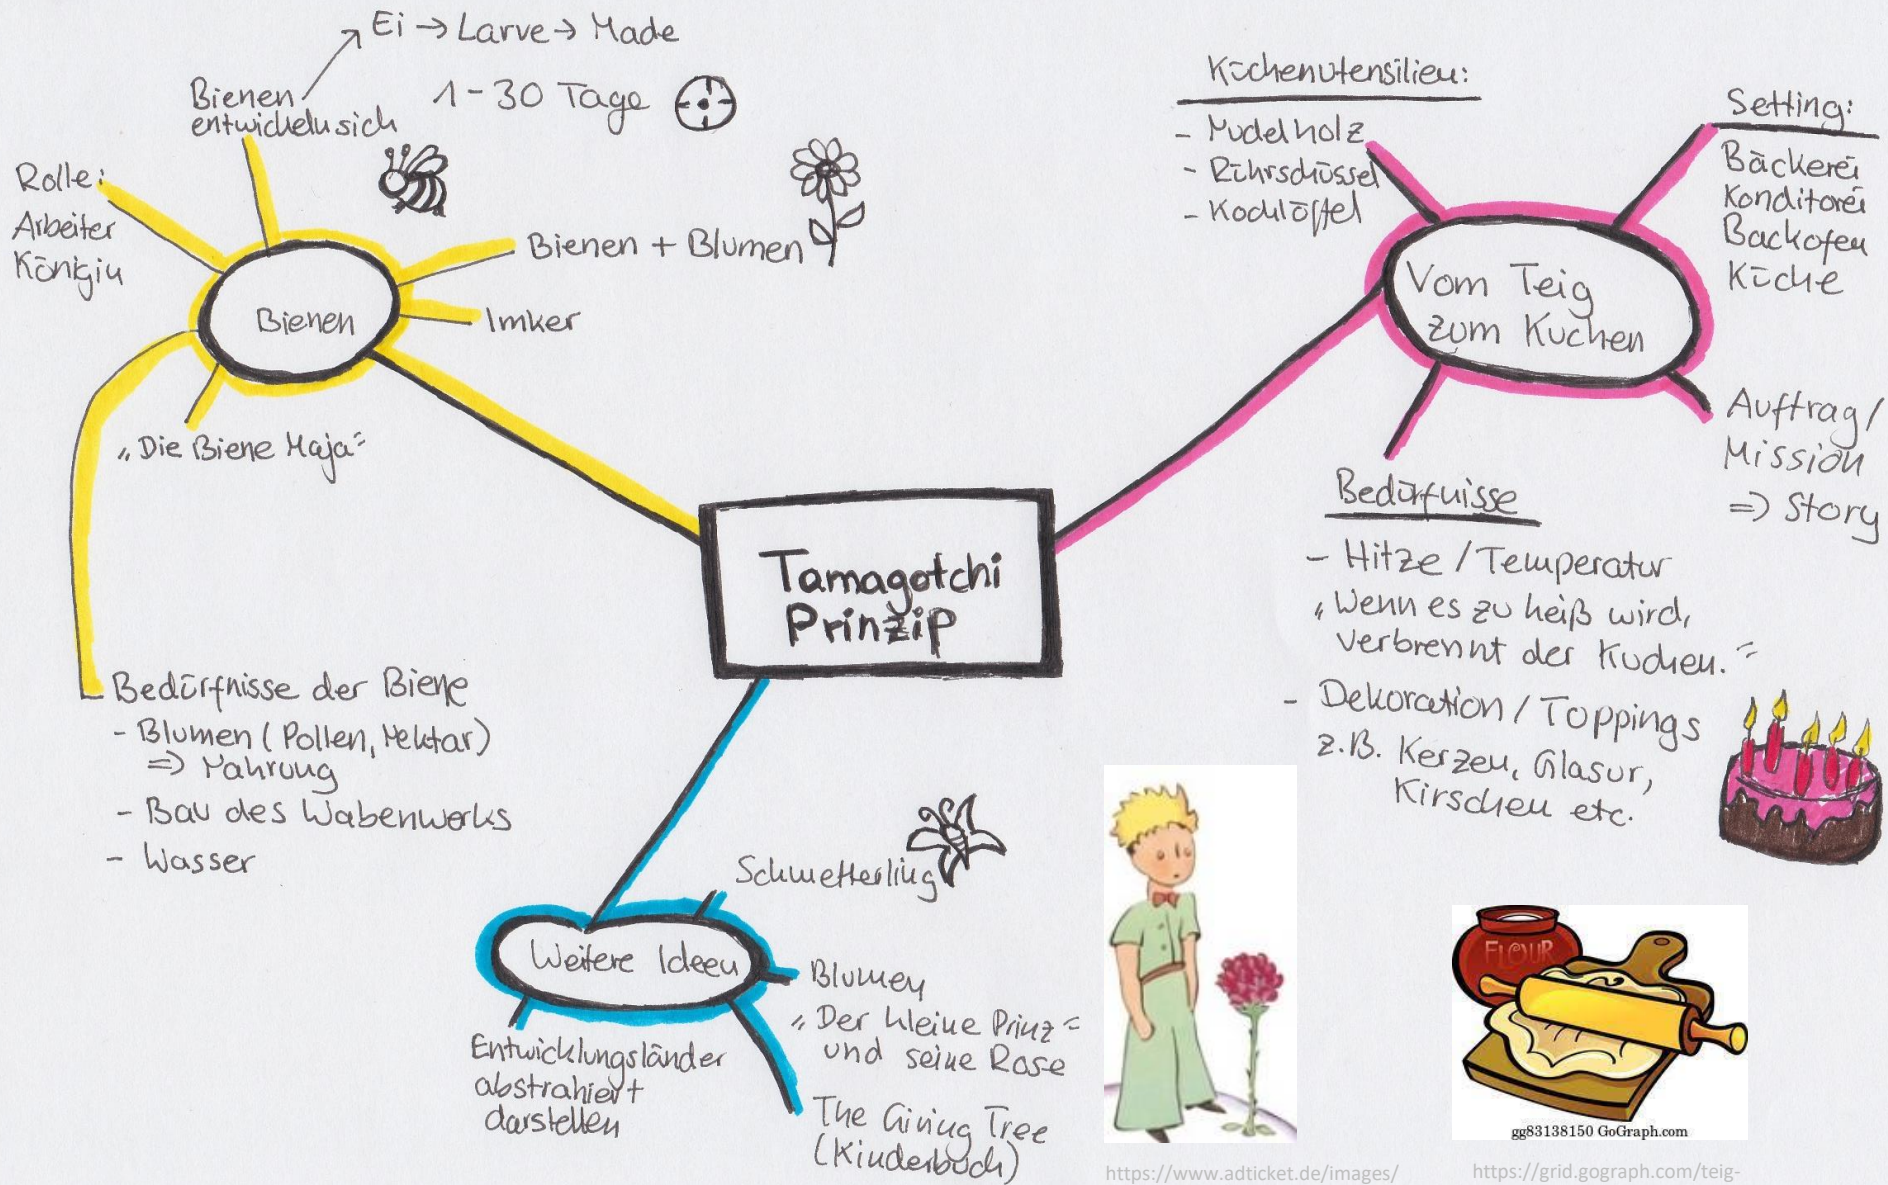 Tamagotchi
Prinzip
Bienen
Bienen
entwickeln sich
Ei → Larve → Made
1-30 Tage
Rolle:
Arbeiter
Königin
Bienen + Blumen
Imker
„Die Biene Maja“
Bedürfnisse der Biene
- Blumen (Pollen, Nektar)
=> Nahrung
- Bau des Wabenwerks
- Wasser
Vom Teig
zum Kuchen
Küchenutensilien:
- Nudelholz
- Rührschüssel
- Kochlöffel
Setting:
Bäckerei
Konditorei
Backofen
Küche
Auftrag/
Mission
=> Story
Bedürfnisse
- Hitze / Temperatur
„Wenn es zu heiß wird,
verbrennt der Kuchen.“
- Dekoration / Toppings
z.B. Kerzen, Glasur,
Kirschen etc.
Weitere Ideen
Schmetterling
Blumen
„Der kleine Prinz“
und seine Rose
The Giving Tree
(Kinderbuch)
Entwicklungsländer
abstrahiert
darstellen
FLOUR
gg83138150 GoGraph.com
https://www.adticket.de/images/
https://grid.gograph.com/teig-